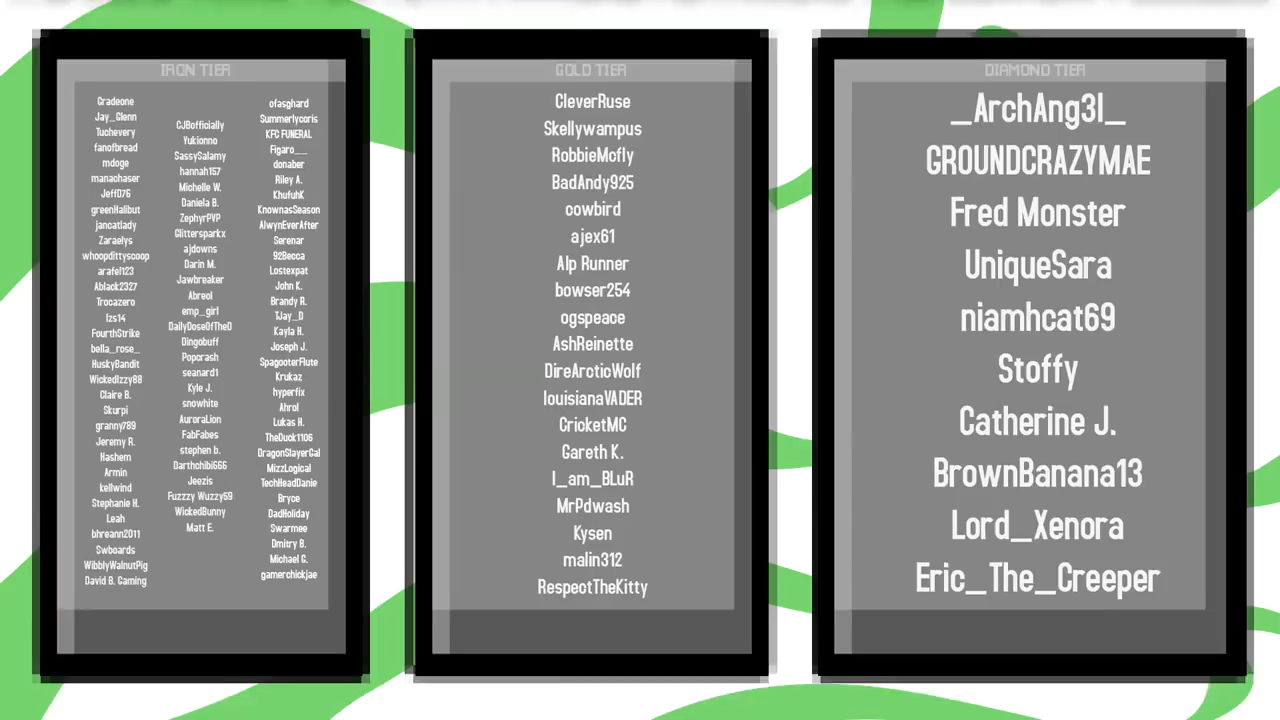 IRON TIER
Gradeone
Jay_Glenn
Tuchevery
fanofbread
mdoge
manachaser
JeffD76
greenHalibut
jancatlady
Zaraelys
whoopdittyscoop
arafel123
Ablack2327
Trocazero
Izs14
FourthStrike
bella_rose_
HuskyBandit
WickedIzzy88
Claire B.
Skurpi
granny789
Jeremy R.
Hashem
Armin
kellwind
Stephanie H.
Leah
bhreann2011
Swboards
WibblyWalnutPig
David B. Gaming
CJBofficially
Yukionno
SassySalamy
hannah157
Michelle W.
Daniela B.
ZephyrPVP
Glittersparkx
ajdowns
Darin M.
Jawbreaker
Abreol
emp_girl
DailyDoseOfTheD
Dingobuff
Poporash
seanard1
Kyle J.
snowhite
AuroraLion
FabFabes
stephen b.
Darthchibi666
Jeezis
Fuzzzy Wuzzy59
WickedBunny
Matt E.
ofasghard
Summerlycoris
KFC FUNERAL
Figaro___
donaber
Riley A.
KhufuhK
KnownasSeason
AlwynEverAfter
Serenar
92Becca
Lostexpat
John K.
Brandy R.
TJay_D
Kayla H.
Joseph J.
SpagooterFlute
Krukaz
hyperfix
Ahrol
Lukas H.
TheDuck1106
DragonSlayerGal
MizzLogical
TechHeadDanie
Bryce
DadHoliday
Swarmee
Dmitry B.
Michael G.
gamerchickjae
GOLD TIER
CleverRuse
Skellywampus
RobbieMcfly
BadAndy925
cowbird
ajex61
Alp Runner
bowser254
ogspeace
AshReinette
DireArcticWolf
louisianaVADER
CricketMC
Gareth K.
I_am_BLuR
MrPdwash
Kysen
malin312
RespectTheKitty
DIAMOND TIER
_ArchAng3l_
GROUNDCRAZYMAE
Fred Monster
UniqueSara
niamhcat69
Stoffy
Catherine J.
BrownBanana13
Lord_Xenora
Eric_The_Creeper